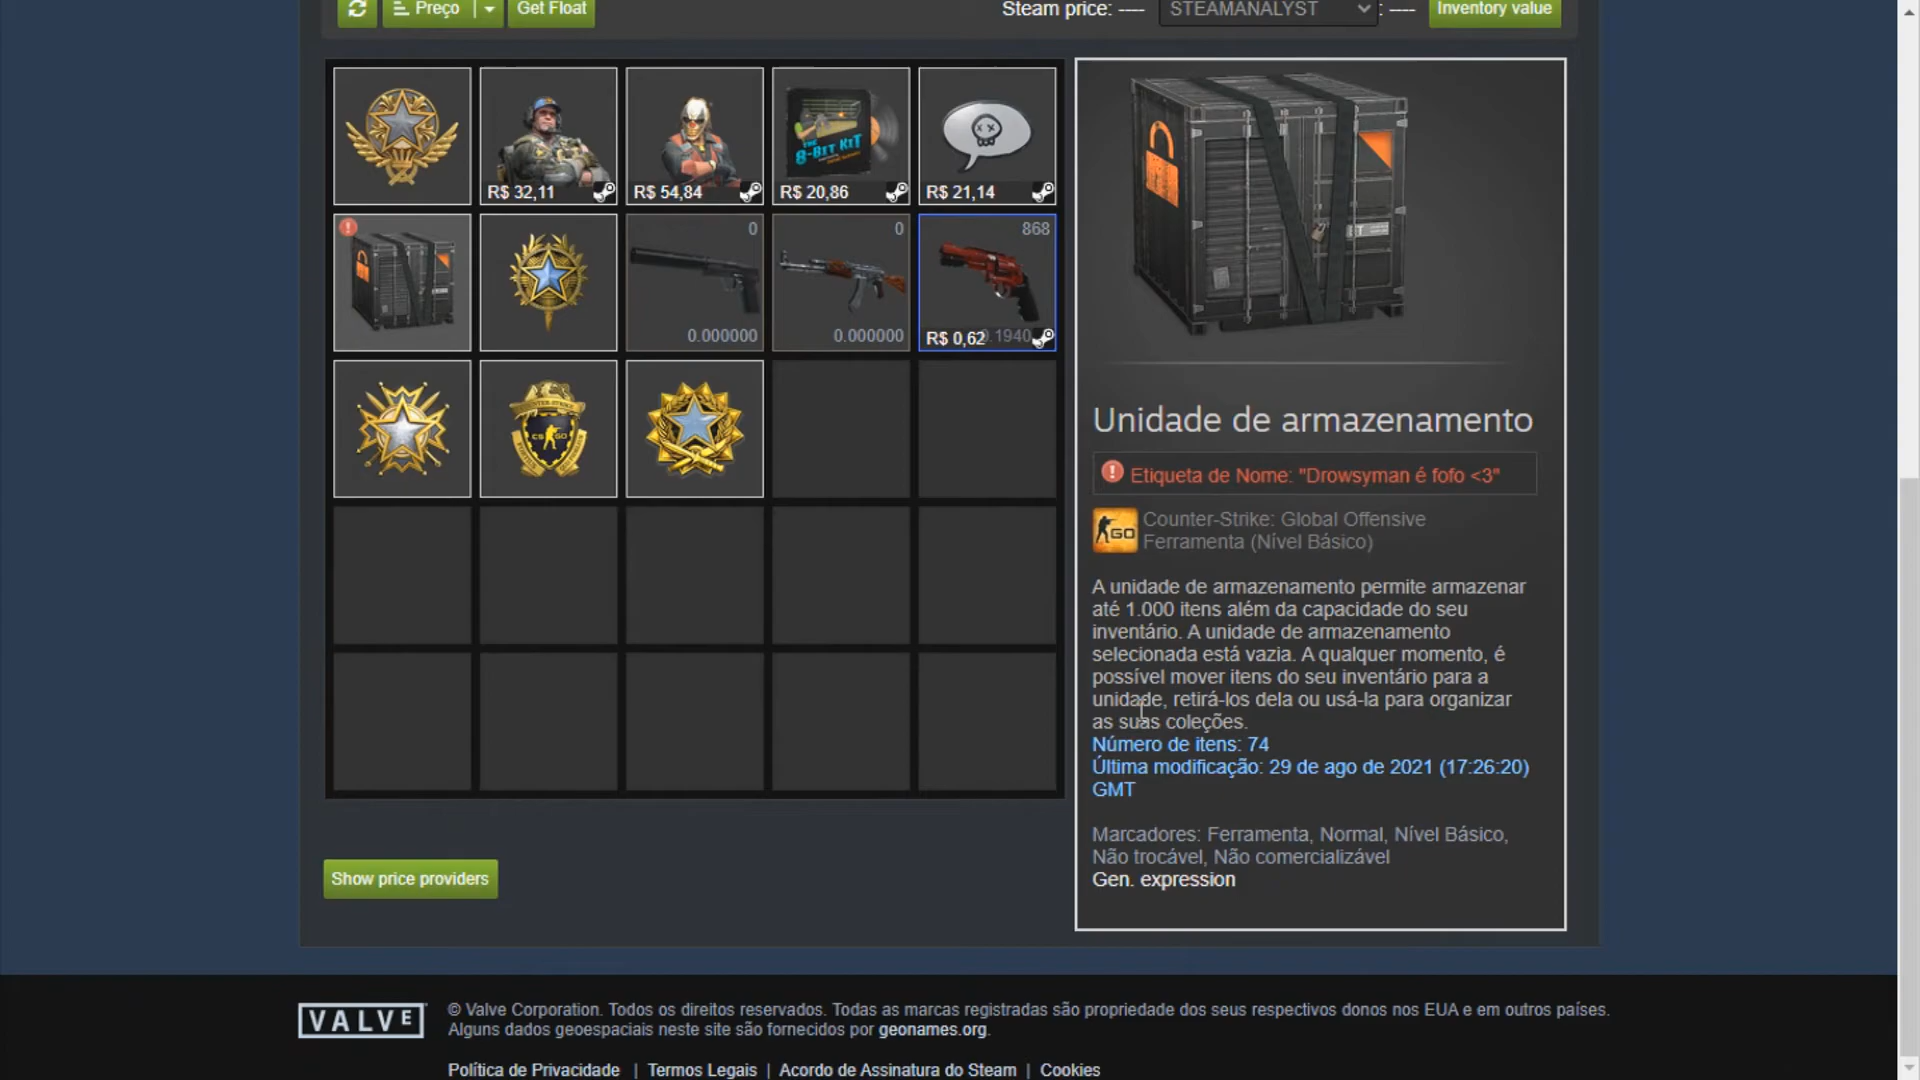 Preço
Get Float
Steam price: ----
STEAMANALYST
: ----
Inventory value
R$ 32,11
R$ 54,84
THE
8-BIT KIT
R$ 20,86
R$ 21,14
0
0.000000
0
0.000000
868
R$ 0,62
0.1940
CS GO
Unidade de armazenamento
Etiqueta de Nome: "Drowsyman é fofo <3"
GO
Counter-Strike: Global Offensive
Ferramenta (Nível Básico)
A unidade de armazenamento permite armazenar
até 1.000 itens além da capacidade do seu
inventário. A unidade de armazenamento
selecionada está vazia. A qualquer momento, é
possível mover itens do seu inventário para a
unidade, retirá-los dela ou usá-la para organizar
as suas coleções.
Número de itens: 74
Última modificação: 29 de ago de 2021 (17:26:20)
GMT
Marcadores: Ferramenta, Normal, Nível Básico,
Não trocável, Não comercializável
Gen. expression
Show price providers
VALVE
© Valve Corporation. Todos os direitos reservados. Todas as marcas registradas são propriedade dos seus respectivos donos nos EUA e em outros países.
Alguns dados geoespaciais neste site são fornecidos por geonames.org.
Política de Privacidade | Termos Legais | Acordo de Assinatura do Steam | Cookies